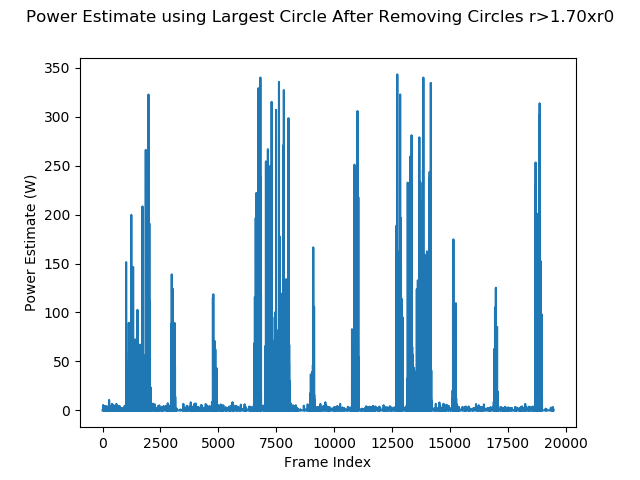 Power Estimate using Largest Circle After Removing Circles r>1.70xr0
350
300
250
200
150
100
50
0
Power Estimate (W)
0 2500 5000 7500 10000 12500 15000 17500 20000
Frame Index